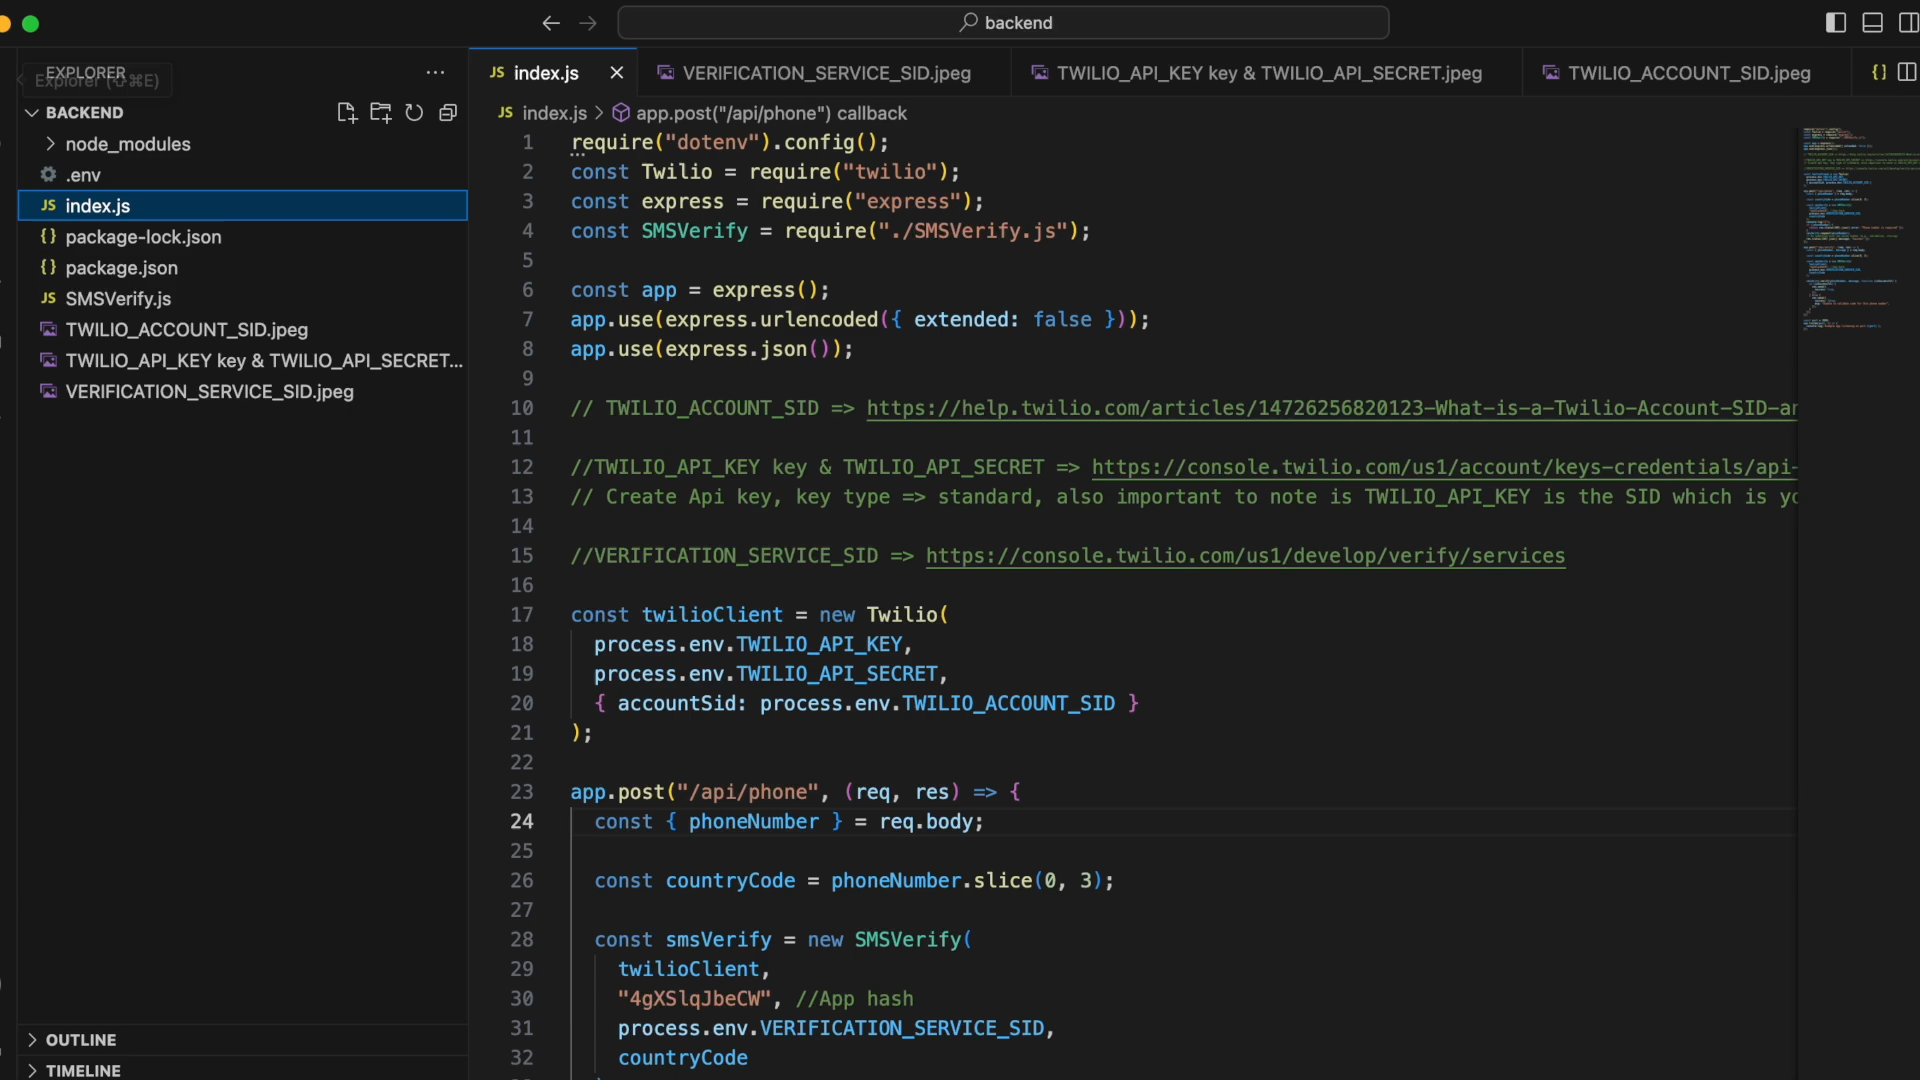 backend
EXPLORER
Explorer (⇧⌘E)
BACKEND
node_modules
.env
JS index.js
{} package-lock.json
{} package.json
JS SMSVerify.js
TWILIO_ACCOUNT_SID.jpeg
TWILIO_API_KEY key & TWILIO_API_SECRET...
VERIFICATION_SERVICE_SID.jpeg
OUTLINE
TIMELINE
JS index.js
VERIFICATION_SERVICE_SID.jpeg
TWILIO_API_KEY key & TWILIO_API_SECRET.jpeg
TWILIO_ACCOUNT_SID.jpeg
{}
JS index.js > app.post("/api/phone") callback
1 require("dotenv").config();
2 const Twilio = require("twilio");
3 const express = require("express");
4 const SMSVerify = require("./SMSVerify.js");
5
6 const app = express();
7 app.use(express.urlencoded({ extended: false }));
8 app.use(express.json());
9
10 // TWILIO_ACCOUNT_SID => https://help.twilio.com/articles/14726256820123-What-is-a-Twilio-Account-SID-an
11
12 //TWILIO_API_KEY key & TWILIO_API_SECRET => https://console.twilio.com/us1/account/keys-credentials/api-
13 // Create Api key, key type => standard, also important to note is TWILIO_API_KEY is the SID which is yo
14
15 //VERIFICATION_SERVICE_SID => https://console.twilio.com/us1/develop/verify/services
16
17 const twilioClient = new Twilio(
18 process.env.TWILIO_API_KEY,
19 process.env.TWILIO_API_SECRET,
20 { accountSid: process.env.TWILIO_ACCOUNT_SID }
21 );
22
23 app.post("/api/phone", (req, res) => {
24 const { phoneNumber } = req.body;
25
26 const countryCode = phoneNumber.slice(0, 3);
27
28 const smsVerify = new SMSVerify(
29 twilioClient,
30 "4gXSlqJbeCW", //App hash
31 process.env.VERIFICATION_SERVICE_SID,
32 countryCode